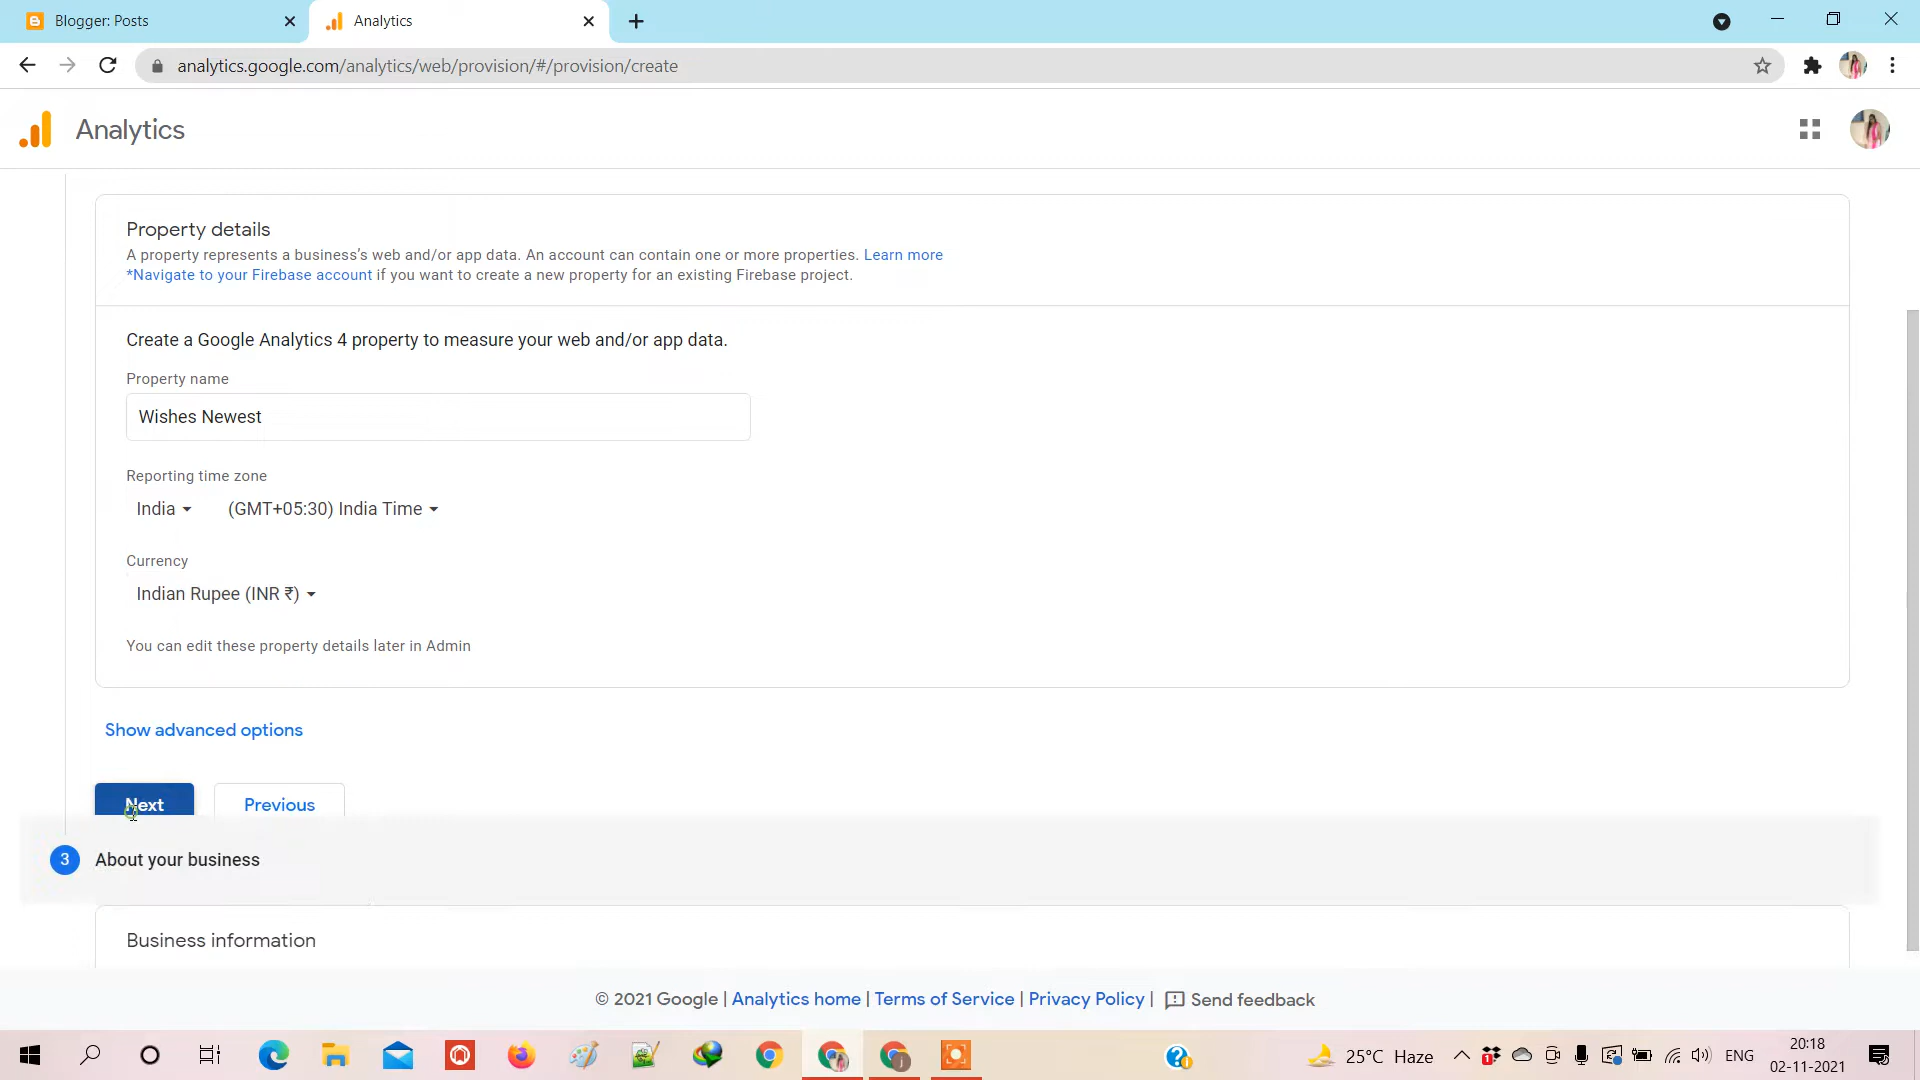 Blogger: Posts
Analytics
analytics.google.com/analytics/web/provision/#/provision/create
Analytics
Property details
A property represents a business's web and/or app data. An account can contain one or more properties. Learn more
*Navigate to your Firebase account if you want to create a new property for an existing Firebase project.
Create a Google Analytics 4 property to measure your web and/or app data.
Property name
Wishes Newest
Reporting time zone
India (GMT+05:30) India Time
Currency
Indian Rupee (INR ₹)
You can edit these property details later in Admin
Show advanced options
Next Previous
3 About your business
Business information
© 2021 Google | Analytics home | Terms of Service | Privacy Policy | Send feedback
25°C Haze 1 ENG 20:18
02-11-2021